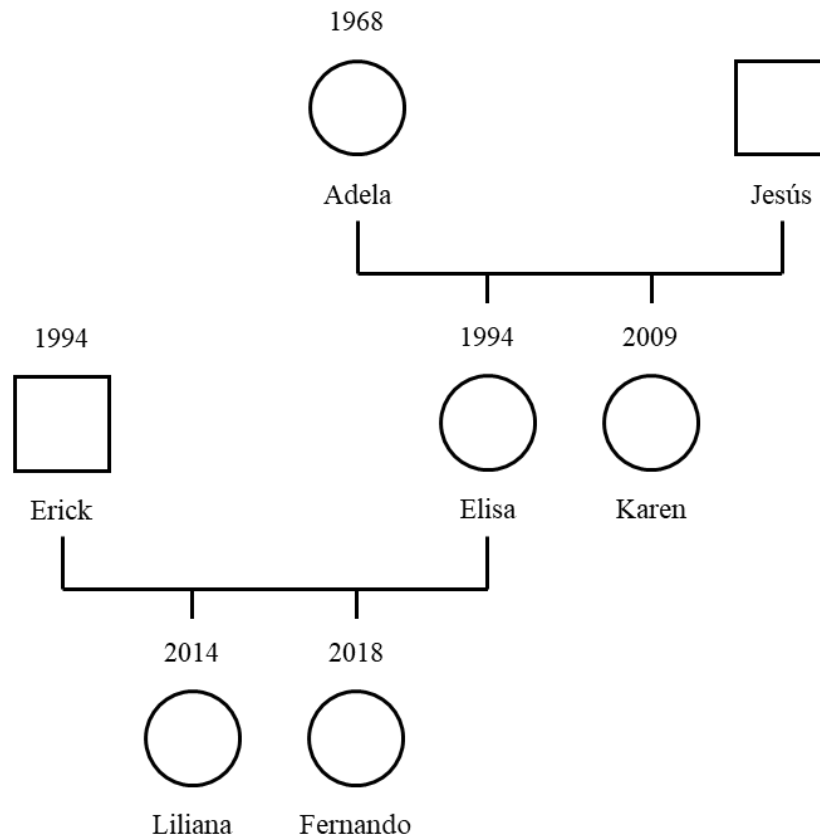 1968
Adela Jesús
1994 1994 2009
Erick Elisa Karen
2014 2018
Liliana Fernando